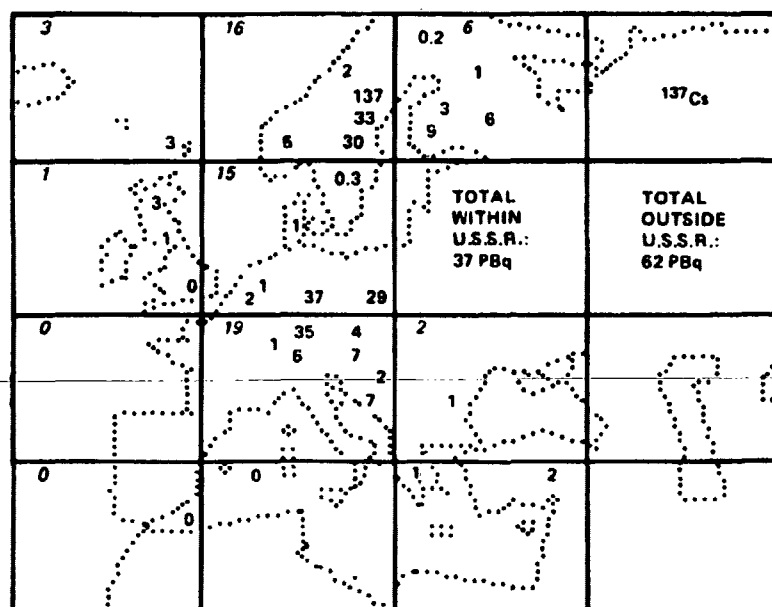 3 16 6
0.2
2 1
137 ¹³⁷Cs
33 3 6
3 6 30 9
1 15
0.3
3
1 1
TOTAL WITHIN U.S.S.R.: 37 PBq
TOTAL OUTSIDE U.S.S.R.: 62 PBq
0 1
2 37 29
0 19 35 4 2
1 6 7
2
7 1
0 0 1 2
0